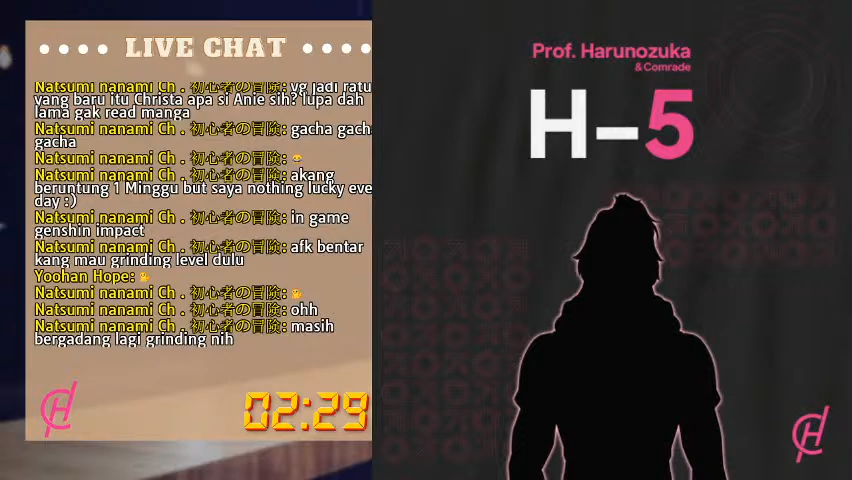 LIVE CHAT
Natsumi nanami Ch . 初心者の冒険: yg jadi ratu
yang baru itu Christa apa si Anie sih? lupa dah
lama gak read manga
Natsumi nanami Ch . 初心者の冒険: gacha gach
gacha
Natsumi nanami Ch . 初心者の冒険:
Natsumi nanami Ch . 初心者の冒険: akang
beruntung 1 Minggu but saya nothing lucky eve
day :)
Natsumi nanami Ch . 初心者の冒険: in game
genshin impact
Natsumi nanami Ch . 初心者の冒険: afk bentar
kang mau grinding level dulu
Yoohan Hope:
Natsumi nanami Ch . 初心者の冒険:
Natsumi nanami Ch . 初心者の冒険: ohh
Natsumi nanami Ch . 初心者の冒険: masih
bergadang lagi grinding nih
02:29
Prof. Harunozuka
& Comrade
H-5